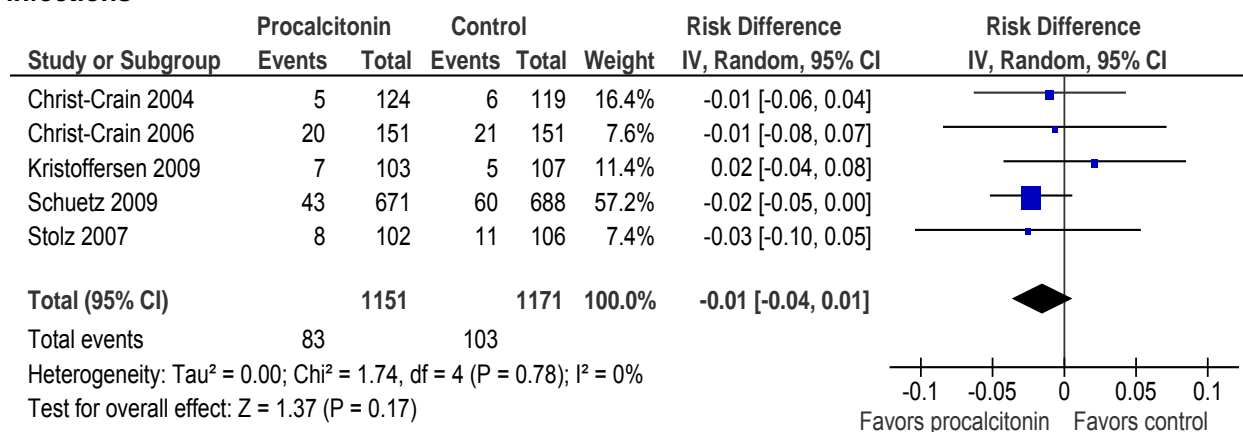 Infections
Procalcitonin Control Risk Difference Risk Difference
Study or Subgroup Events Total Events Total Weight IV, Random, 95% CI IV, Random, 95% CI
Christ-Crain 2004 5 124 6 119 16.4% -0.01 [-0.06, 0.04]
Christ-Crain 2006 20 151 21 151 7.6% -0.01 [-0.08, 0.07]
Kristoffersen 2009 7 103 5 107 11.4% 0.02 [-0.04, 0.08]
Schuetz 2009 43 671 60 688 57.2% -0.02 [-0.05, 0.00]
Stolz 2007 8 102 11 106 7.4% -0.03 [-0.10, 0.05]
Total (95% CI) 1151 1171 100.0% -0.01 [-0.04, 0.01]
Total events 83 103
Heterogeneity: Tau² = 0.00; Chi² = 1.74, df = 4 (P = 0.78); I² = 0%
Test for overall effect: Z = 1.37 (P = 0.17)
-0.1 -0.05 0 0.05 0.1
Favors procalcitonin Favors control